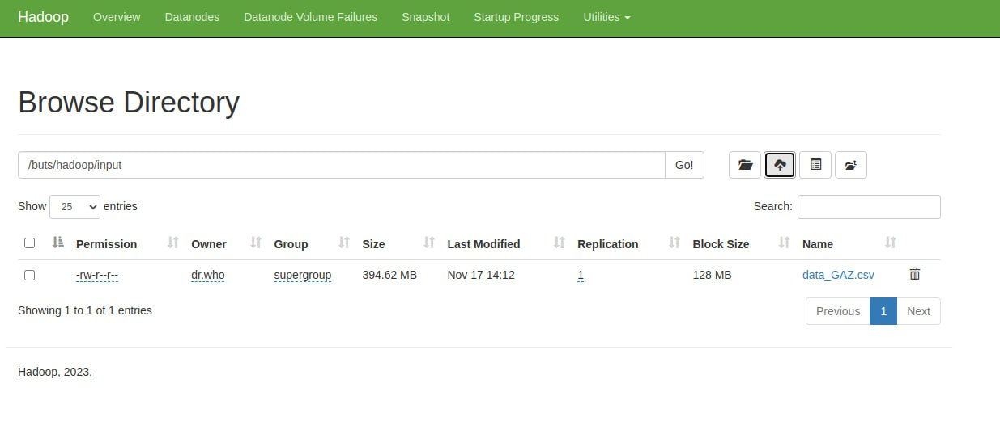 Hadoop Overview Datanodes Datanode Volume Failures Snapshot Startup Progress Utilities
Browse Directory
/buts/hadoop/input Go!
Show 25 entries Search:
Permission Owner Group Size Last Modified Replication Block Size Name
-rw-r--r-- dr.who supergroup 394.62 MB Nov 17 14:12 1 128 MB data_GAZ.csv
Showing 1 to 1 of 1 entries Previous 1 Next
Hadoop, 2023.